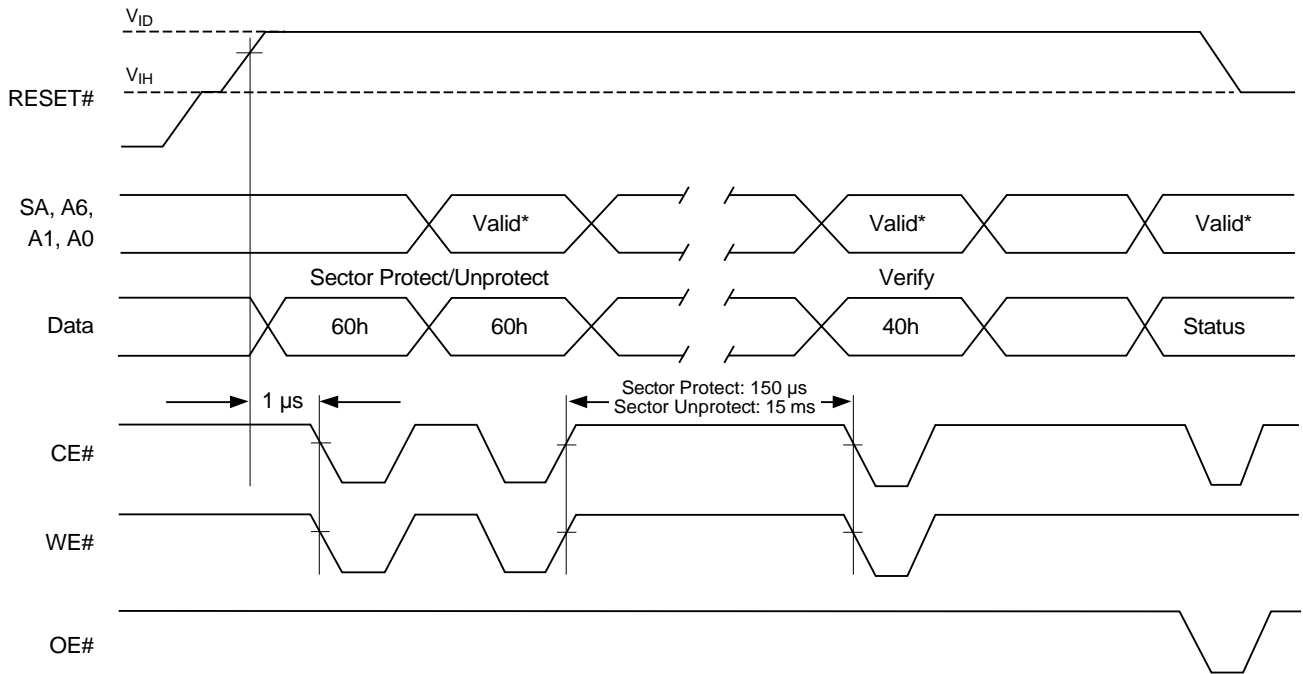 VID
VIH
RESET#
SA, A6,
A1, A0
Valid*
Valid*
Valid*
Sector Protect/Unprotect
Verify
Data
60h
60h
40h
Status
1 µs
Sector Protect: 150 µs
Sector Unprotect: 15 ms
CE#
WE#
OE#